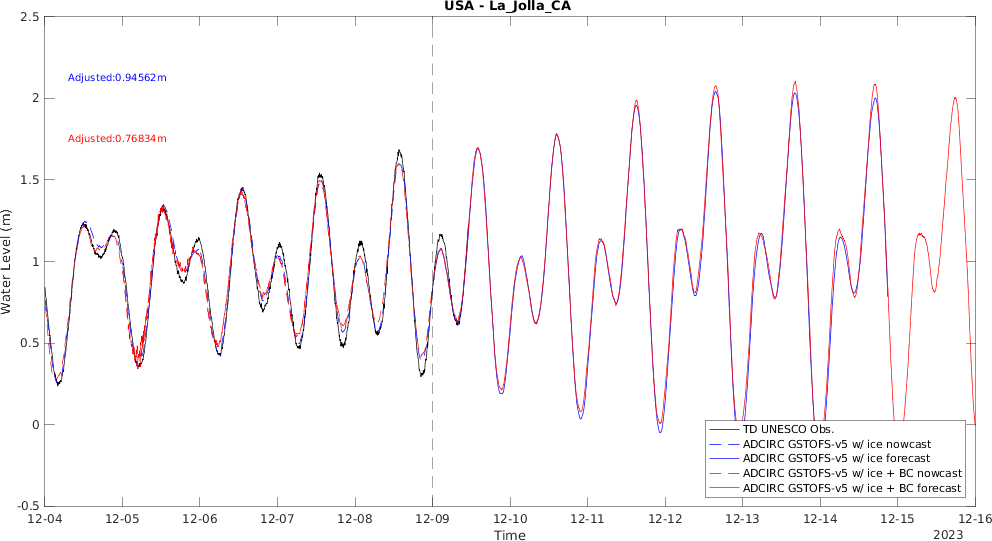 USA - La_Jolla_CA
2.5
2
1.5
1
0.5
0
-0.5
Water Level (m)
Adjusted:0.94562m
Adjusted:0.76834m
TD UNESCO Obs.
ADCIRC GSTOFS-v5 w/ ice nowcast
ADCIRC GSTOFS-v5 w/ ice forecast
ADCIRC GSTOFS-v5 w/ ice + BC nowcast
ADCIRC GSTOFS-v5 w/ ice + BC forecast
12-04 12-05 12-06 12-07 12-08 12-09 12-10 12-11 12-12 12-13 12-14 12-15 12-16
Time
2023